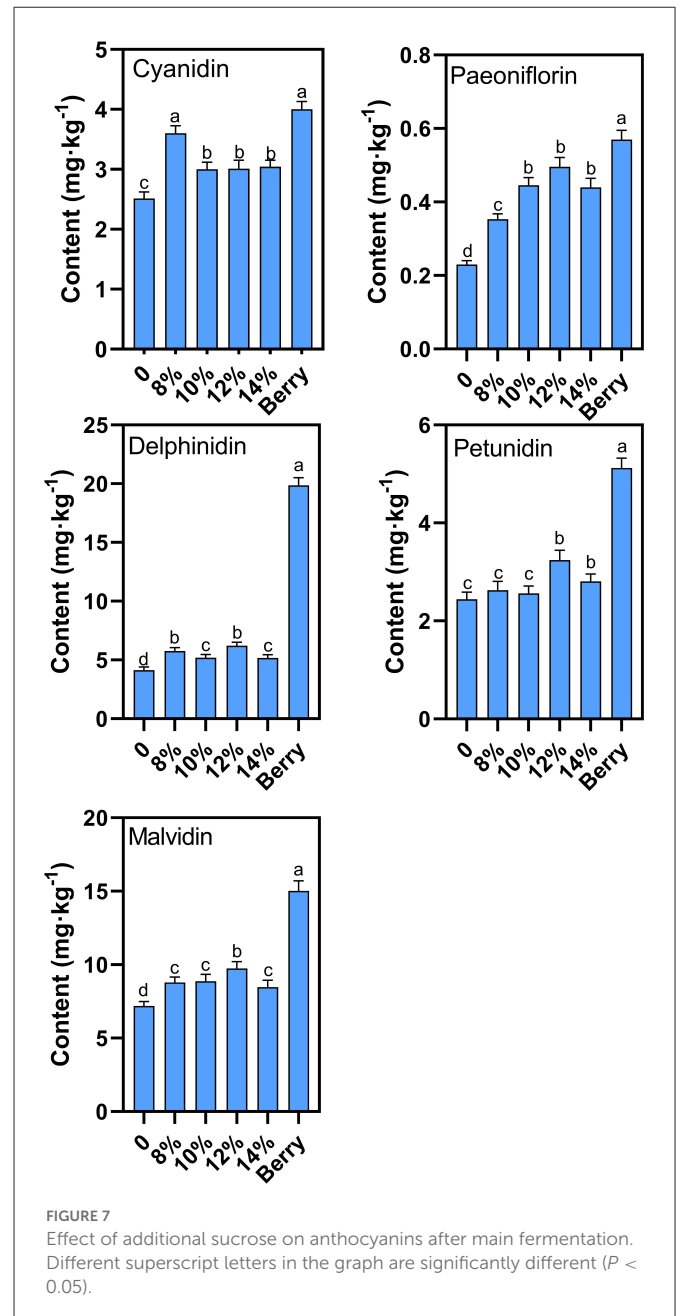 Cyanidin
Content (mg·kg-1)
5
4
3
2
1
0
c
a
b
b
b
a
0
8%
10%
12%
14%
Berry
Paeoniflorin
Content (mg·kg-1)
0.8
0.6
0.4
0.2
0.0
d
c
b
b
b
a
0
8%
10%
12%
14%
Berry
Delphinidin
Content (mg·kg-1)
25
20
15
10
5
0
d
b
c
b
c
a
0
8%
10%
12%
14%
Berry
Petunidin
Content (mg·kg-1)
6
4
2
0
c
c
c
b
b
a
0
8%
10%
12%
14%
Berry
Malvidin
Content (mg·kg-1)
20
15
10
5
0
d
c
c
b
c
a
0
8%
10%
12%
14%
Berry
FIGURE 7
Effect of additional sucrose on anthocyanins after main fermentation.
Different superscript letters in the graph are significantly different (P <
0.05).